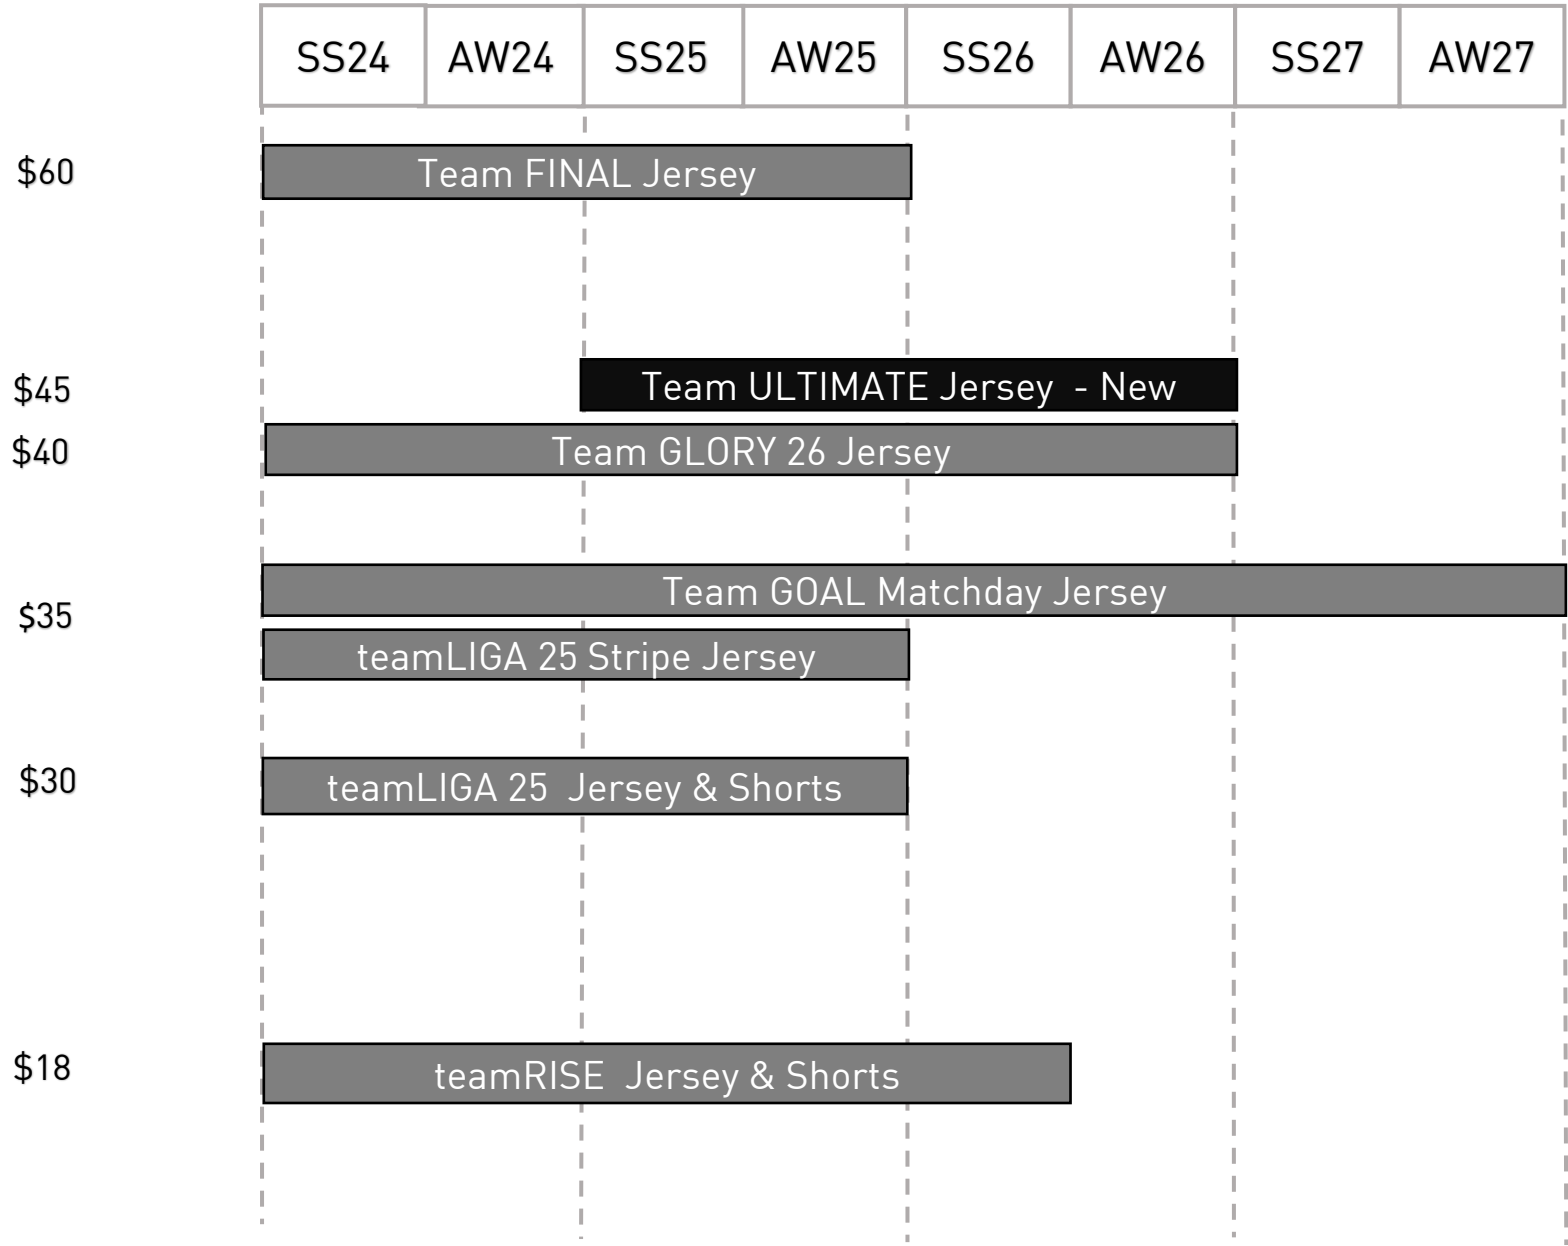 SS24 AW24 SS25 AW25 SS26 AW26 SS27 AW27
$60 Team FINAL Jersey
$45 Team ULTIMATE Jersey - New
$40 Team GLORY 26 Jersey
Team GOAL Matchday Jersey
$35
teamLIGA 25 Stripe Jersey
$30 teamLIGA 25 Jersey & Shorts
$18 teamRISE Jersey & Shorts